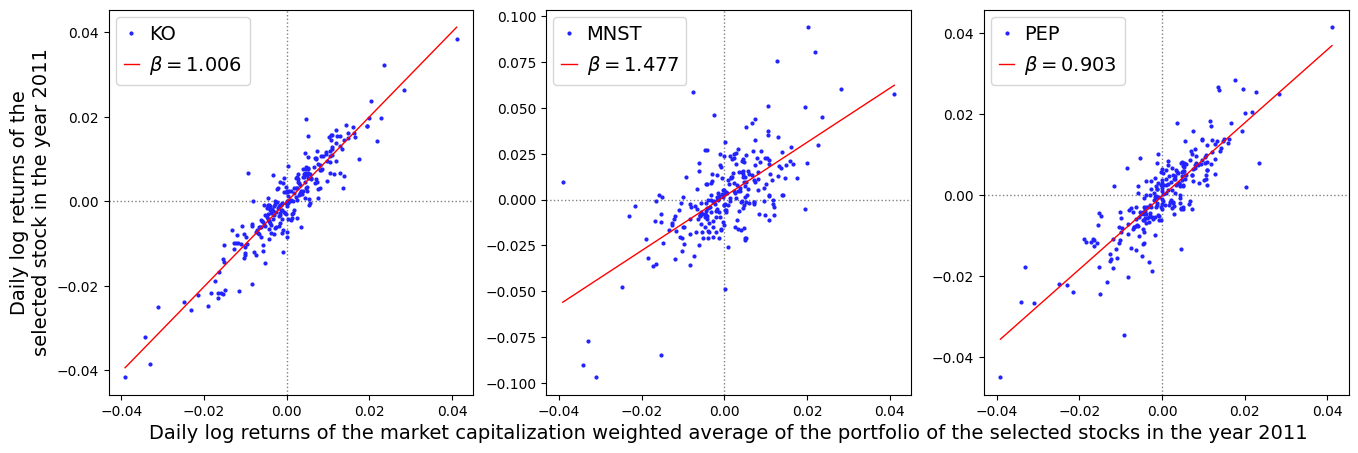 Daily log returns of the
selected stock in the year 2011
KO
β = 1.006
0.04
0.02
0.00
−0.02
−0.04
−0.04 −0.02 0.00 0.02 0.04
MNST
β = 1.477
0.100
0.075
0.050
0.025
0.000
−0.025
−0.050
−0.075
−0.100
−0.04 −0.02 0.00 0.02 0.04
PEP
β = 0.903
0.04
0.02
0.00
−0.02
−0.04
−0.04 −0.02 0.00 0.02 0.04
Daily log returns of the market capitalization weighted average of the portfolio of the selected stocks in the year 2011